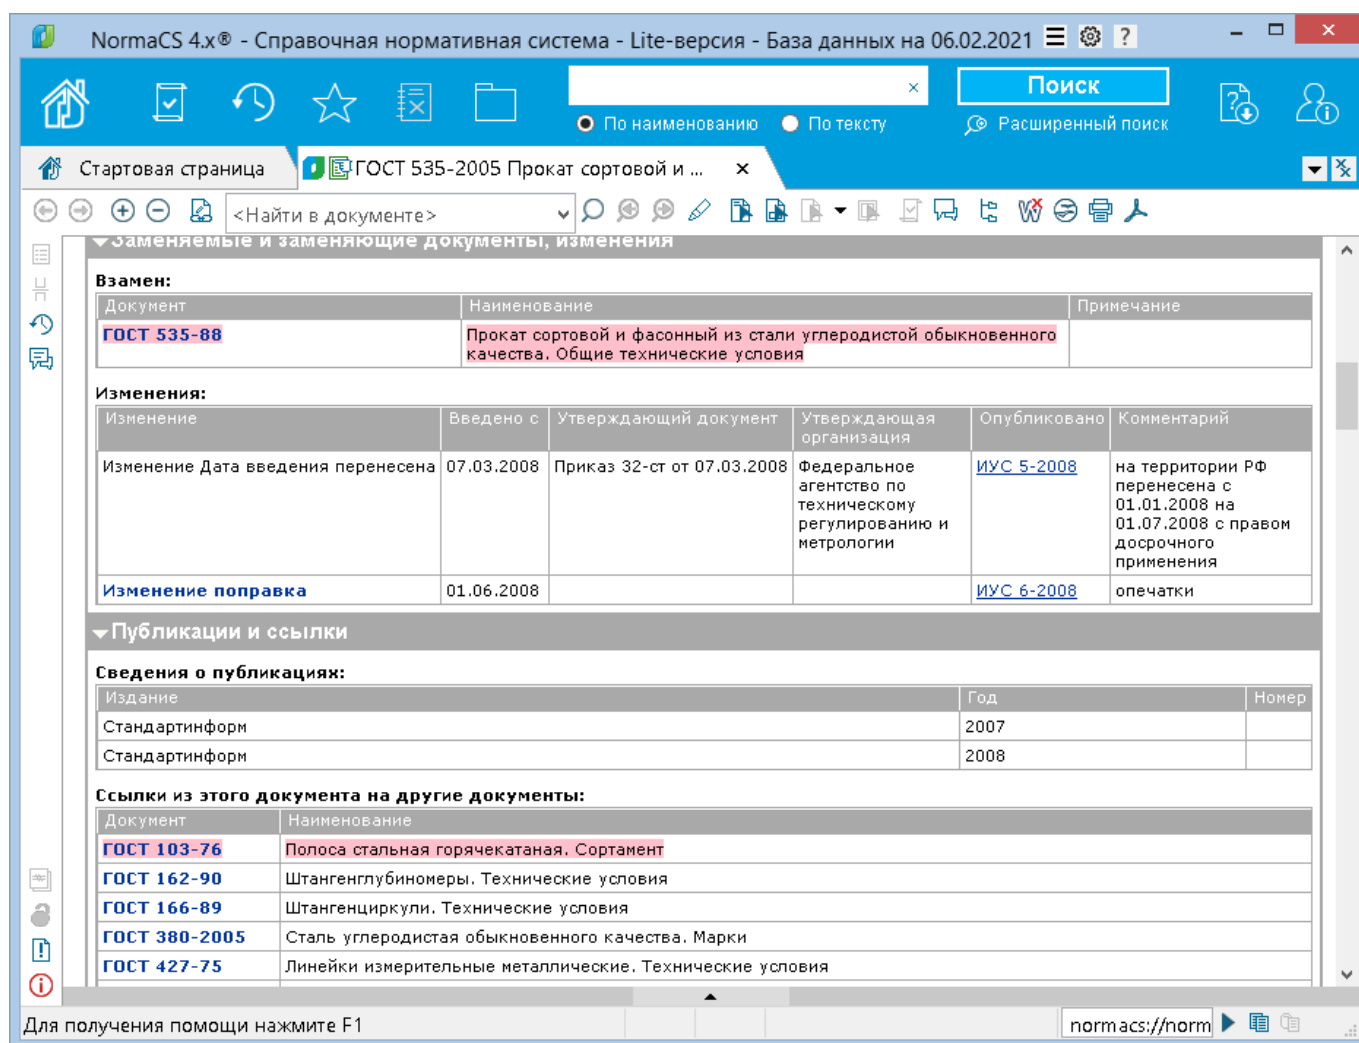 NormaCS 4.x® - Справочная нормативная система - Lite-версия - База данных на 06.02.2021
Поиск
По наименованию По тексту Расширенный поиск
Стартовая страница ГОСТ 535-2005 Прокат сортовой и ...
<Найти в документе>
Заменяемые и заменяющие документы, изменения
Взамен:
Документ Наименование Примечание
ГОСТ 535-88 Прокат сортовой и фасонный из стали углеродистой обыкновенного
качества. Общие технические условия
Изменения:
Изменение Введено с Утверждающий документ Утверждающая Опубликовано Комментарий
организация
Изменение Дата введения перенесена 07.03.2008 Приказ 32-ст от 07.03.2008 Федеральное ИУС 5-2008 на территории РФ
агентство по перенесена с
техническому 01.01.2008 на
регулированию и 01.07.2008 с правом
метрологии досрочного
применения
Изменение поправка 01.06.2008 ИУС 6-2008 опечатки
Публикации и ссылки
Сведения о публикациях:
Издание Год Номер
Стандартинформ 2007
Стандартинформ 2008
Ссылки из этого документа на другие документы:
Документ Наименование
ГОСТ 103-76 Полоса стальная горячекатаная. Сортамент
ГОСТ 162-90 Штангенглубиномеры. Технические условия
ГОСТ 166-89 Штангенциркули. Технические условия
ГОСТ 380-2005 Сталь углеродистая обыкновенного качества. Марки
ГОСТ 427-75 Линейки измерительные металлические. Технические условия
Для получения помощи нажмите F1 normacs://norm